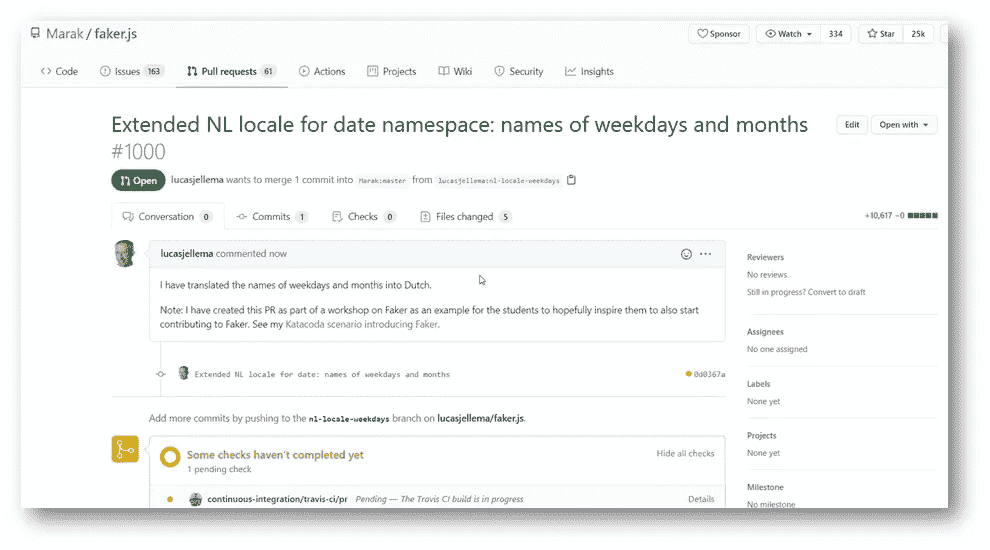 Marak / faker.js
Sponsor
Watch
334
Star
25k
Code
Issues 163
Pull requests 61
Actions
Projects
Wiki
Security
Insights
Extended NL locale for date namespace: names of weekdays and months
#1000
Edit
Open with
Open
lucasjellema wants to merge 1 commit into Marak:master from lucasjellema:nl-locale-weekdays
Conversation 0
Commits 1
Checks 0
Files changed 5
+10,617 −0
lucasjellema commented now
I have translated the names of weekdays and months into Dutch.
Note: I have created this PR as part of a workshop on Faker as an example for the students to hopefully inspire them to also start
contributing to Faker. See my Katacoda scenario introducing Faker.
Extended NL locale for date: names of weekdays and months
0d0367a
Add more commits by pushing to the nl-locale-weekdays branch on lucasjellema/faker.js.
Some checks haven't completed yet
1 pending check
Hide all checks
continuous-integration/travis-ci/pr Pending — The Travis CI build is in progress
Details
Reviewers
No reviews
Still in progress? Convert to draft
Assignees
No one assigned
Labels
None yet
Projects
None yet
Milestone
No milestone